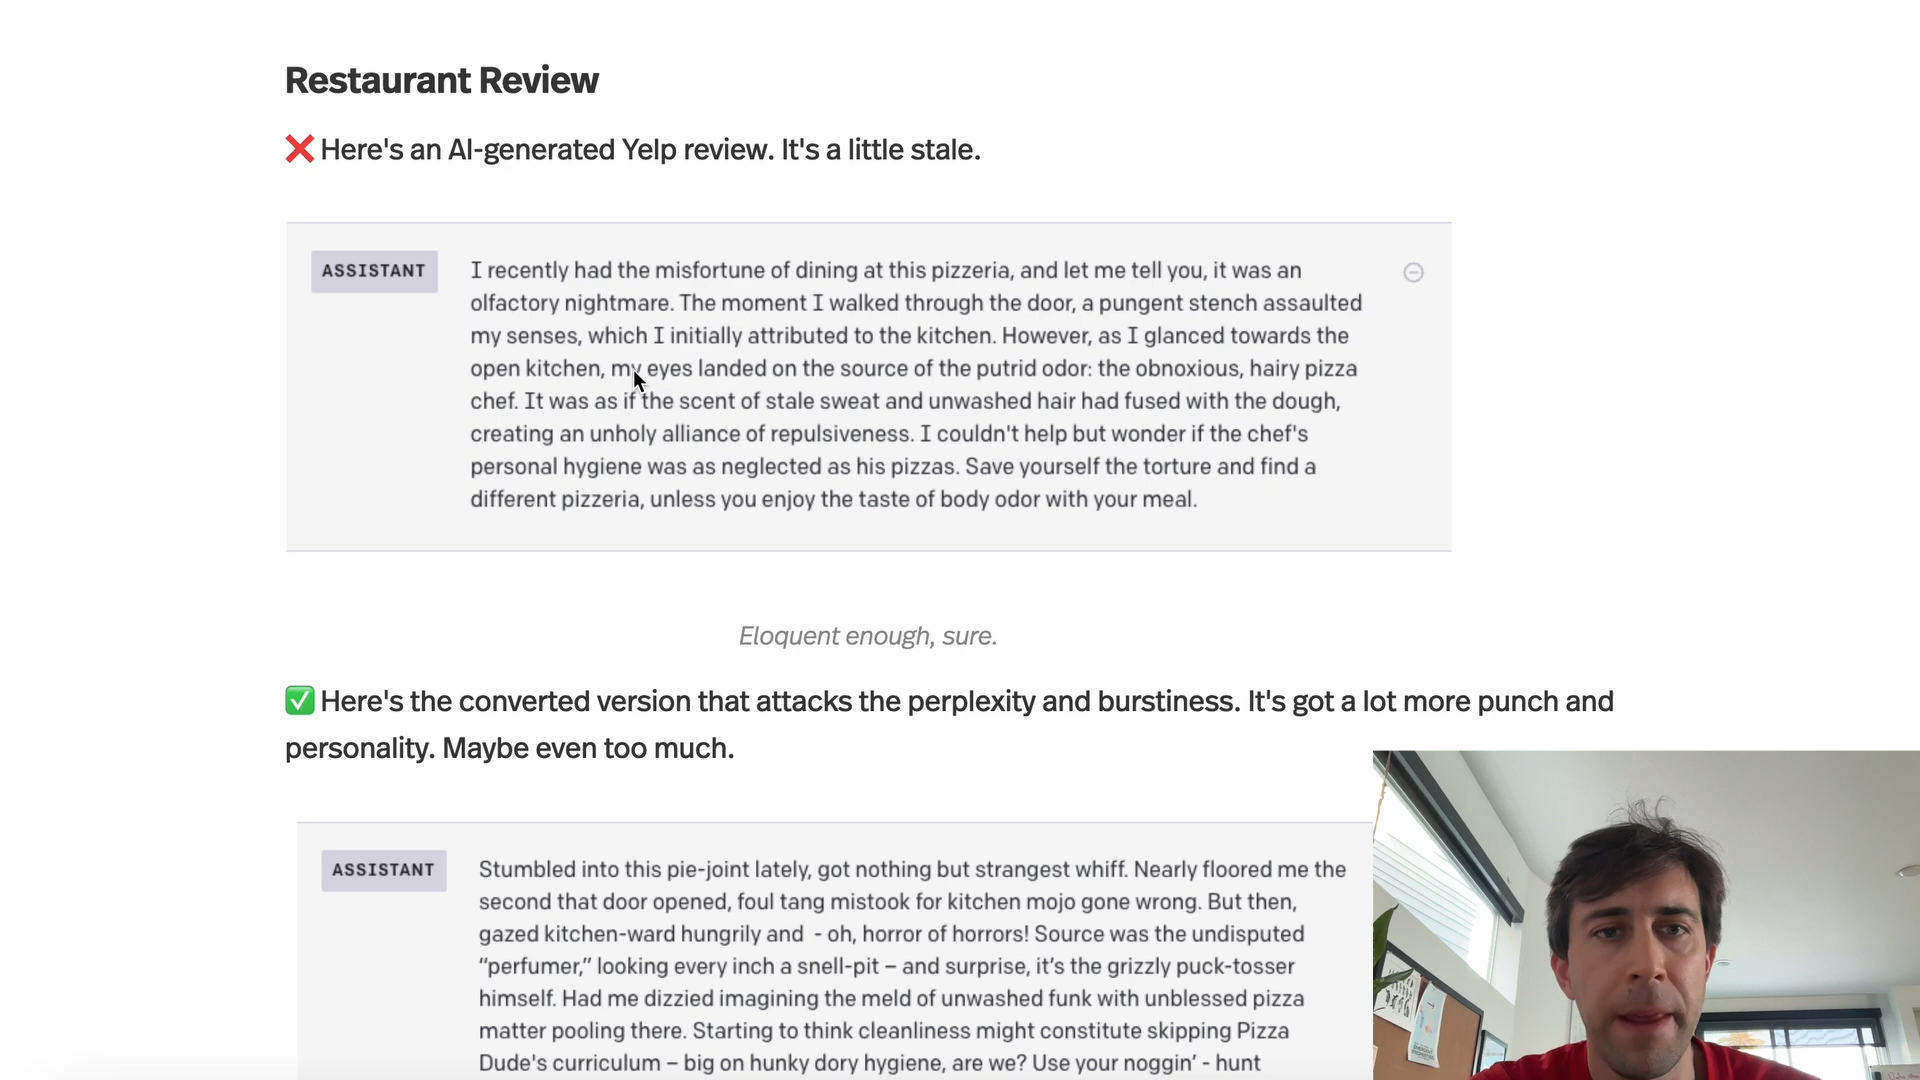 Restaurant Review
❌ Here's an AI-generated Yelp review. It's a little stale.
ASSISTANT
I recently had the misfortune of dining at this pizzeria, and let me tell you, it was an
olfactory nightmare. The moment I walked through the door, a pungent stench assaulted
my senses, which I initially attributed to the kitchen. However, as I glanced towards the
open kitchen, my eyes landed on the source of the putrid odor: the obnoxious, hairy pizza
chef. It was as if the scent of stale sweat and unwashed hair had fused with the dough,
creating an unholy alliance of repulsiveness. I couldn't help but wonder if the chef's
personal hygiene was as neglected as his pizzas. Save yourself the torture and find a
different pizzeria, unless you enjoy the taste of body odor with your meal.
Eloquent enough, sure.
✅ Here's the converted version that attacks the perplexity and burstiness. It's got a lot more punch and
personality. Maybe even too much.
ASSISTANT
Stumbled into this pie-joint lately, got nothing but strangest whiff. Nearly floored me the
second that door opened, foul tang mistook for kitchen mojo gone wrong. But then,
gazed kitchen-ward hungrily and  - oh, horror of horrors! Source was the undisputed
“perfumer,” looking every inch a snell-pit – and surprise, it’s the grizzly puck-tosser
himself. Had me dizzied imagining the meld of unwashed funk with unblessed pizza
matter pooling there. Starting to think cleanliness might constitute skipping Pizza
Dude's curriculum – big on hunky dory hygiene, are we? Use your noggin’ - hunt